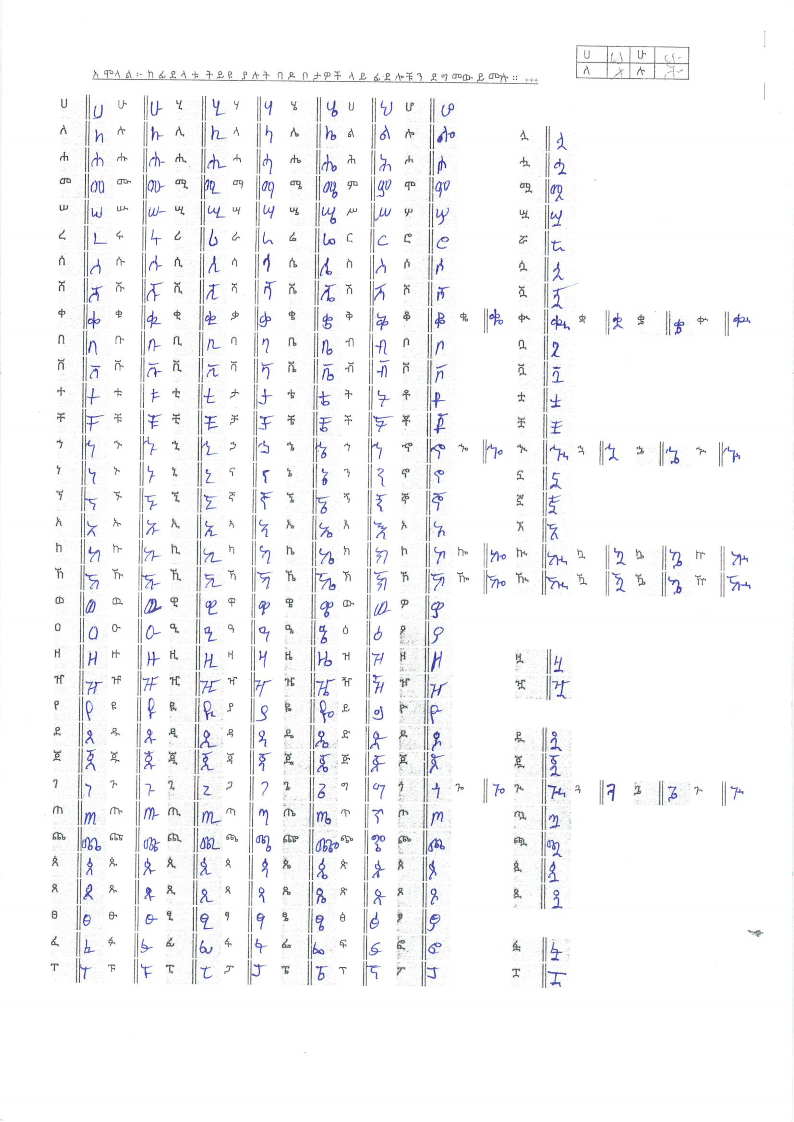 ሀ ሀ ሁ ሁ
አሞላል፡- ከፊደላቱ ትይዩ ያሉት ባዶ ቦታዎች ላይ ፊደሎቹን ደግመው ይሙሉ። ...
ለ ለ ሉ ሉ
ሀ ሀ ሁ ሁ ሂ ሂ ሃ ሃ ሄ ሄ ህ ህ ሆ ሆ
ለ ለ ሉ ሉ ሊ ሊ ላ ላ ሌ ሌ ል ል ሎ ሎ ሏ ሏ
ሐ ሐ ሑ ሑ ሒ ሒ ሓ ሓ ሔ ሔ ሕ ሕ ሖ ሖ ሗ ሗ
መ መ ሙ ሙ ሚ ሚ ማ ማ ሜ ሜ ም ም ሞ ሞ ሟ ሟ
ሠ ሠ ሡ ሡ ሢ ሢ ሣ ሣ ሤ ሤ ሥ ሥ ሦ ሦ ሧ ሧ
ረ ረ ሩ ሩ ሪ ሪ ራ ራ ሬ ሬ ር ር ሮ ሮ ሯ ሯ
ሰ ሰ ሱ ሱ ሲ ሲ ሳ ሳ ሴ ሴ ስ ስ ሶ ሶ ሷ ሷ
ሸ ሸ ሹ ሹ ሺ ሺ ሻ ሻ ሼ ሼ ሽ ሽ ሾ ሾ ሿ ሿ
ቀ ቀ ቁ ቁ ቂ ቂ ቃ ቃ ቄ ቄ ቅ ቅ ቆ ቆ ቈ ቈ ቊ ቊ ቋ ቋ ቌ ቌ ቍ ቍ
በ በ ቡ ቡ ቢ ቢ ባ ባ ቤ ቤ ብ ብ ቦ ቦ ቧ ቧ
ቨ ቨ ቩ ቩ ቪ ቪ ቫ ቫ ቬ ቬ ቭ ቭ ቮ ቮ ቯ ቯ
ተ ተ ቱ ቱ ቲ ቲ ታ ታ ቴ ቴ ት ት ቶ ቶ ቷ ቷ
ቸ ቸ ቹ ቹ ቺ ቺ ቻ ቻ ቼ ቼ ች ች ቾ ቾ ቿ ቿ
ኀ ኀ ኁ ኁ ኂ ኂ ኃ ኃ ኄ ኄ ኅ ኅ ኆ ኆ ኈ ኈ ኊ ኊ ኋ ኋ ኌ ኌ ኍ ኍ
ነ ነ ኑ ኑ ኒ ኒ ና ና ኔ ኔ ን ን ኖ ኖ ኗ ኗ
ኘ ኘ ኙ ኙ ኚ ኚ ኛ ኛ ኜ ኜ ኝ ኝ ኞ ኞ ኟ ኟ
አ አ ኡ ኡ ኢ ኢ ኣ ኣ ኤ ኤ እ እ ኦ ኦ ኧ ኧ
ከ ከ ኩ ኩ ኪ ኪ ካ ካ ኬ ኬ ክ ክ ኮ ኮ ኰ ኰ ኲ ኲ ኳ ኳ ኴ ኴ ኵ ኵ
ኸ ኸ ኹ ኹ ኺ ኺ ኻ ኻ ኼ ኼ ኽ ኽ ኾ ኾ ዀ ዀ ዂ ዂ ዃ ዃ ዄ ዄ ዅ ዅ
ወ ወ ዉ ዉ ዊ ዊ ዋ ዋ ዌ ዌ ው ው ዎ ዎ
ዐ ዐ ዑ ዑ ዒ ዒ ዓ ዓ ዔ ዔ ዕ ዕ ዖ ዖ
ዘ ዘ ዙ ዙ ዚ ዚ ዛ ዛ ዜ ዜ ዝ ዝ ዞ ዞ ዟ ዟ
ዠ ዠ ዡ ዡ ዢ ዢ ዣ ዣ ዤ ዤ ዥ ዥ ዦ ዦ ዧ ዧ
የ የ ዩ ዩ ዪ ዪ ያ ያ ዬ ዬ ይ ይ ዮ ዮ
ደ ደ ዱ ዱ ዲ ዲ ዳ ዳ ዴ ዴ ድ ድ ዶ ዶ ዷ ዷ
ጀ ጀ ጁ ጁ ጂ ጂ ጃ ጃ ጄ ጄ ጅ ጅ ጆ ጆ ጇ ጇ
ገ ገ ጉ ጉ ጊ ጊ ጋ ጋ ጌ ጌ ግ ግ ጎ ጎ ጐ ጐ ጒ ጒ ጓ ጓ ጔ ጔ ጕ ጕ
ጠ ጠ ጡ ጡ ጢ ጢ ጣ ጣ ጤ ጤ ጥ ጥ ጦ ጦ ጧ ጧ
ጨ ጨ ጩ ጩ ጪ ጪ ጫ ጫ ጬ ጬ ጭ ጭ ጮ ጮ ጯ ጯ
ጰ ጰ ጱ ጱ ጲ ጲ ጳ ጳ ጴ ጴ ጵ ጵ ጶ ጶ ጷ ጷ
ጸ ጸ ጹ ጹ ጺ ጺ ጻ ጻ ጼ ጼ ጽ ጽ ጾ ጾ ጿ ጿ
ፀ ፀ ፁ ፁ ፂ ፂ ፃ ፃ ፄ ፄ ፅ ፅ ፆ ፆ
ፈ ፈ ፉ ፉ ፊ ፊ ፋ ፋ ፌ ፌ ፍ ፍ ፎ ፎ ፏ ፏ
ፐ ፐ ፑ ፑ ፒ ፒ ፓ ፓ ፔ ፔ ፕ ፕ ፖ ፖ ፗ ፗ